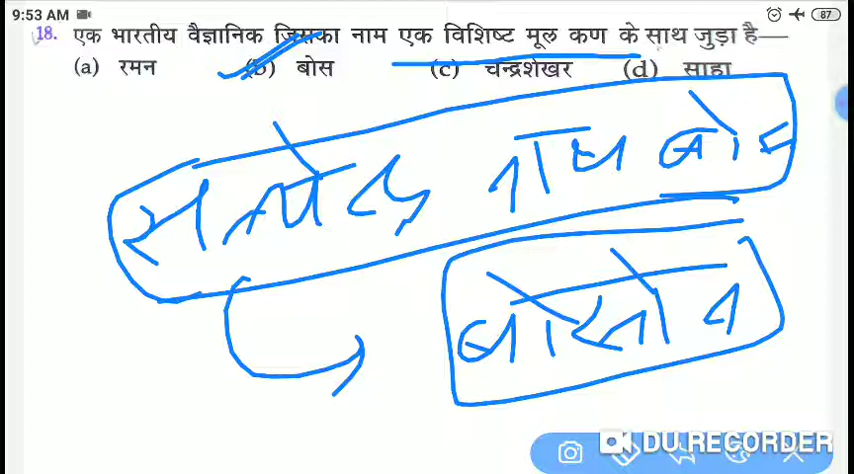 9:53 AM 87
18. एक भारतीय वैज्ञानिक जिसका नाम एक विशिष्ट मूल कण के साथ जुड़ा है—
(a) रमन (b) बोस (c) चन्द्रशेखर (d) साहा
सत्येन्द्र नाथ बोस
बोसोन
DU RECORDER